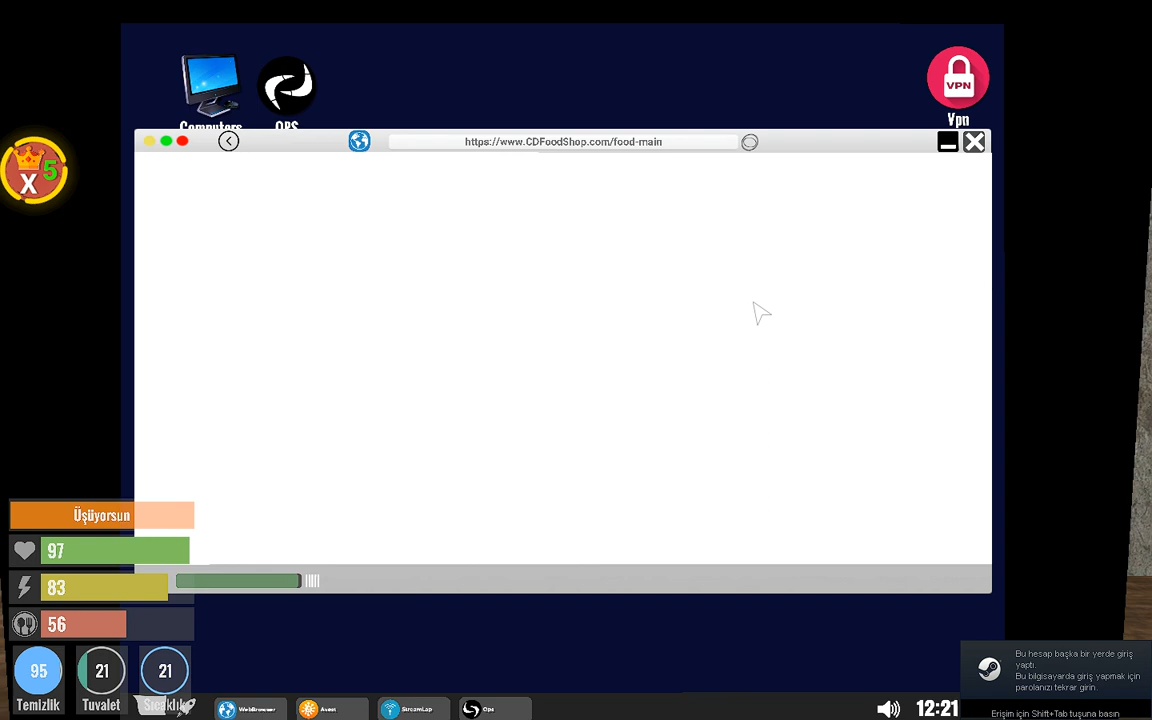 Computers
OPS
VPN
Vpn
https://www.CDFoodShop.com/food-main
X 5
Üşüyorsun
97
83
56
95
21
21
Temizlik
Tuvalet
Sıcaklık
WebBrowser
Avest
StreamLap
Ops
12:21
Bu hesap başka bir yerde giriş
yaptı.
Bu bilgisayarda giriş yapmak için
parolanızı tekrar girin.
Erişim için Shift+Tab tuşuna basın